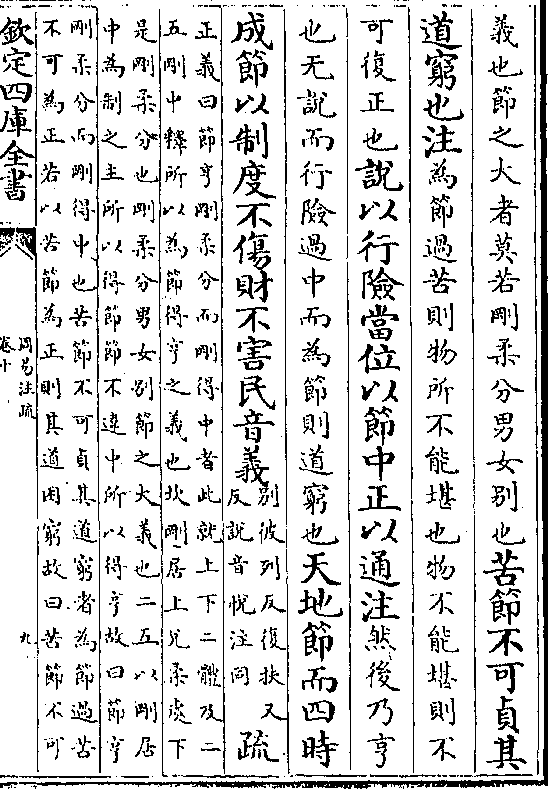 義也節之大者莫若剛柔分男女别也苦節不可貞其
道窮也注為節過苦則物所不能堪也物不能堪則不
可復正也說以行險當位以節中正以通注然後乃亨
也无說而行險過中而為節則道窮也天地節而四時
成節以制度不傷財不害民音義
别彼列反復扶又
反說音悅注同
疏
正義曰節亨剛柔分而剛得中者此就上下二體及二
五剛中釋所以為節得亨之義也坎剛居上兌柔處下
是剛柔分也剛柔分男女别節之大義也二五以剛居
中為制之主所以得節節不違中所以得亨故曰節亨
剛柔分而剛得中也苦節不可貞其道窮者為節過苦
不可為正若以苦節為正則其道困窮故曰苦節不可
欽定四庫全書
周易注疏
卷十
九